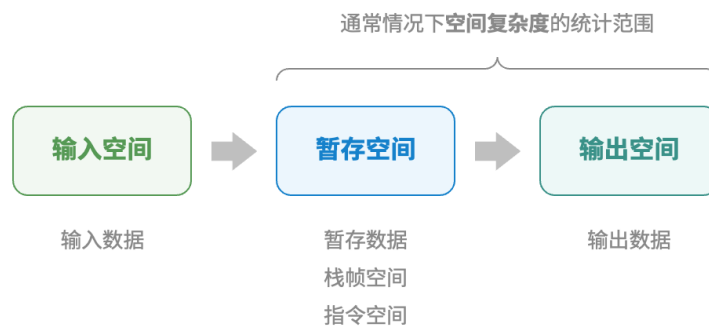 通常情况下空间复杂度的统计范围
输入空间
暂存空间
输出空间
输入数据
暂存数据
输出数据
栈帧空间
指令空间